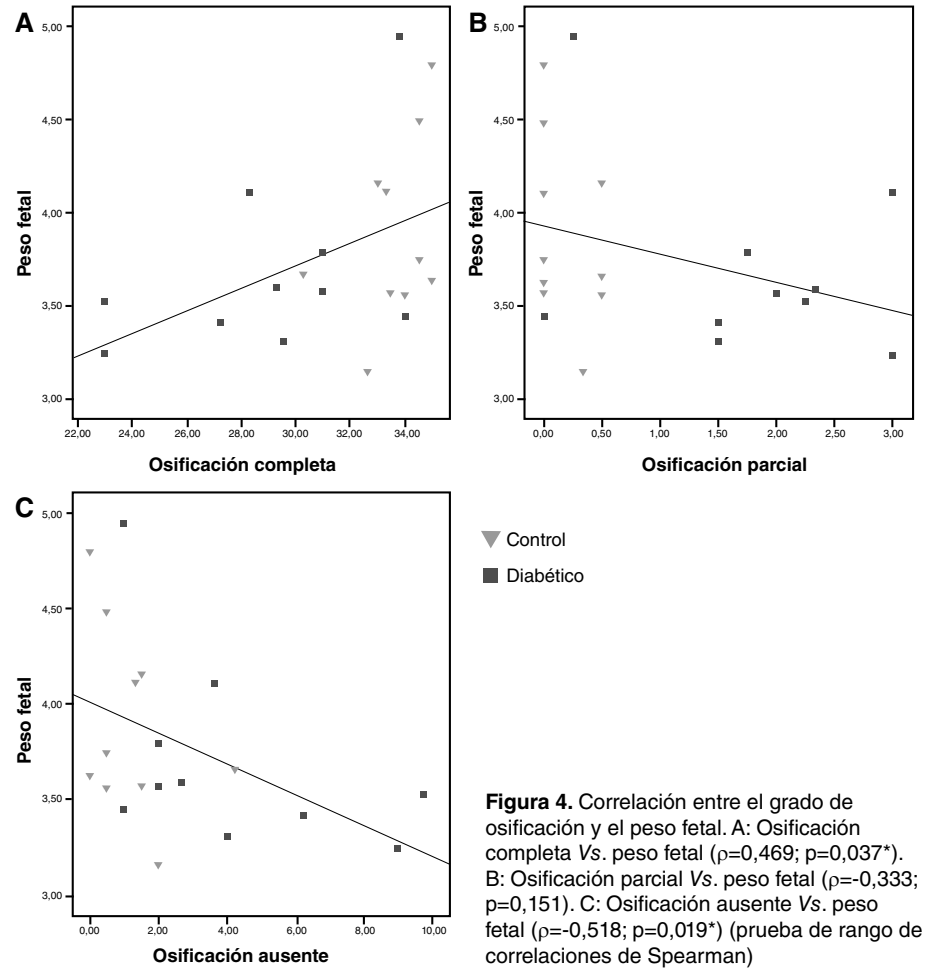 A
5,00
4,50
4,00
3,50
3,00
Peso fetal
22,00 24,00 26,00 28,00 30,00 32,00 34,00
Osificación completa
B
5,00
4,50
4,00
3,50
3,00
Peso fetal
0,00 0,50 1,00 1,50 2,00 2,50 3,00
Osificación parcial
C
5,00
4,50
4,00
3,50
3,00
Peso fetal
0,00 2,00 4,00 6,00 8,00 10,00
Osificación ausente
Control
Diabético
Figura 4. Correlación entre el grado de
osificación y el peso fetal. A: Osificación
completa Vs. peso fetal (ρ=0,469; p=0,037*).
B: Osificación parcial Vs. peso fetal (ρ=-0,333;
p=0,151). C: Osificación ausente Vs. peso
fetal (ρ=-0,518; p=0,019*) (prueba de rango de
correlaciones de Spearman)